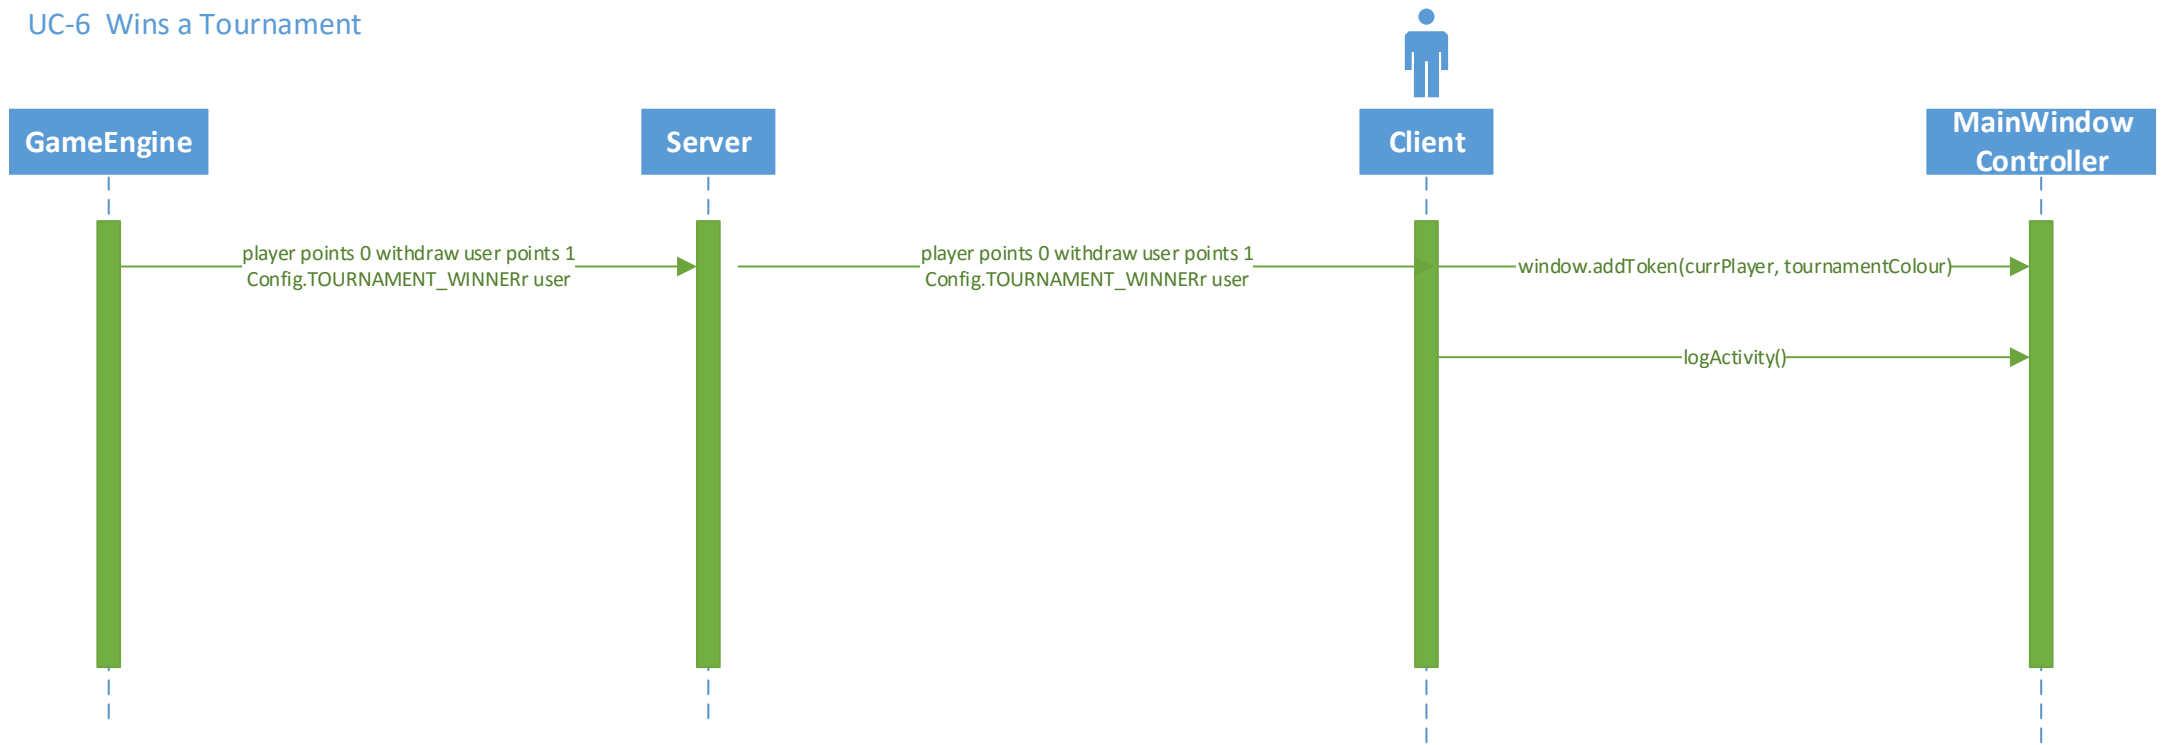 UC-6 Wins a Tournament
GameEngine
Server
Client
MainWindow
Controller
player points 0 withdraw user points 1
Config.TOURNAMENT_WINNERr user
player points 0 withdraw user points 1
Config.TOURNAMENT_WINNERr user
window.addToken(currPlayer, tournamentColour)
logActivity()